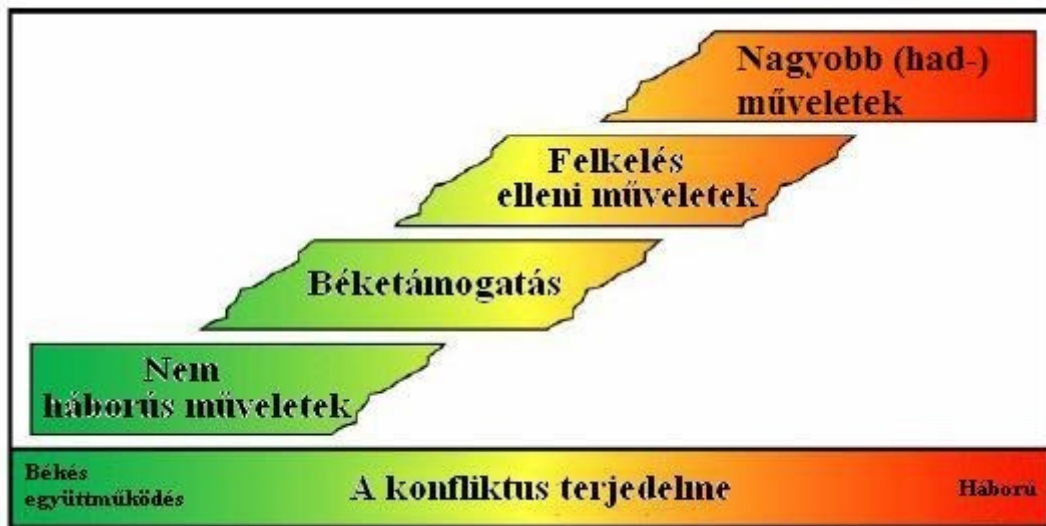 Nagyobb (had-)
műveletek
Felkelés
elleni műveletek
Béketámogatás
Nem
háborús műveletek
Békés
együttműködés
A konfliktus terjedelme
Háború